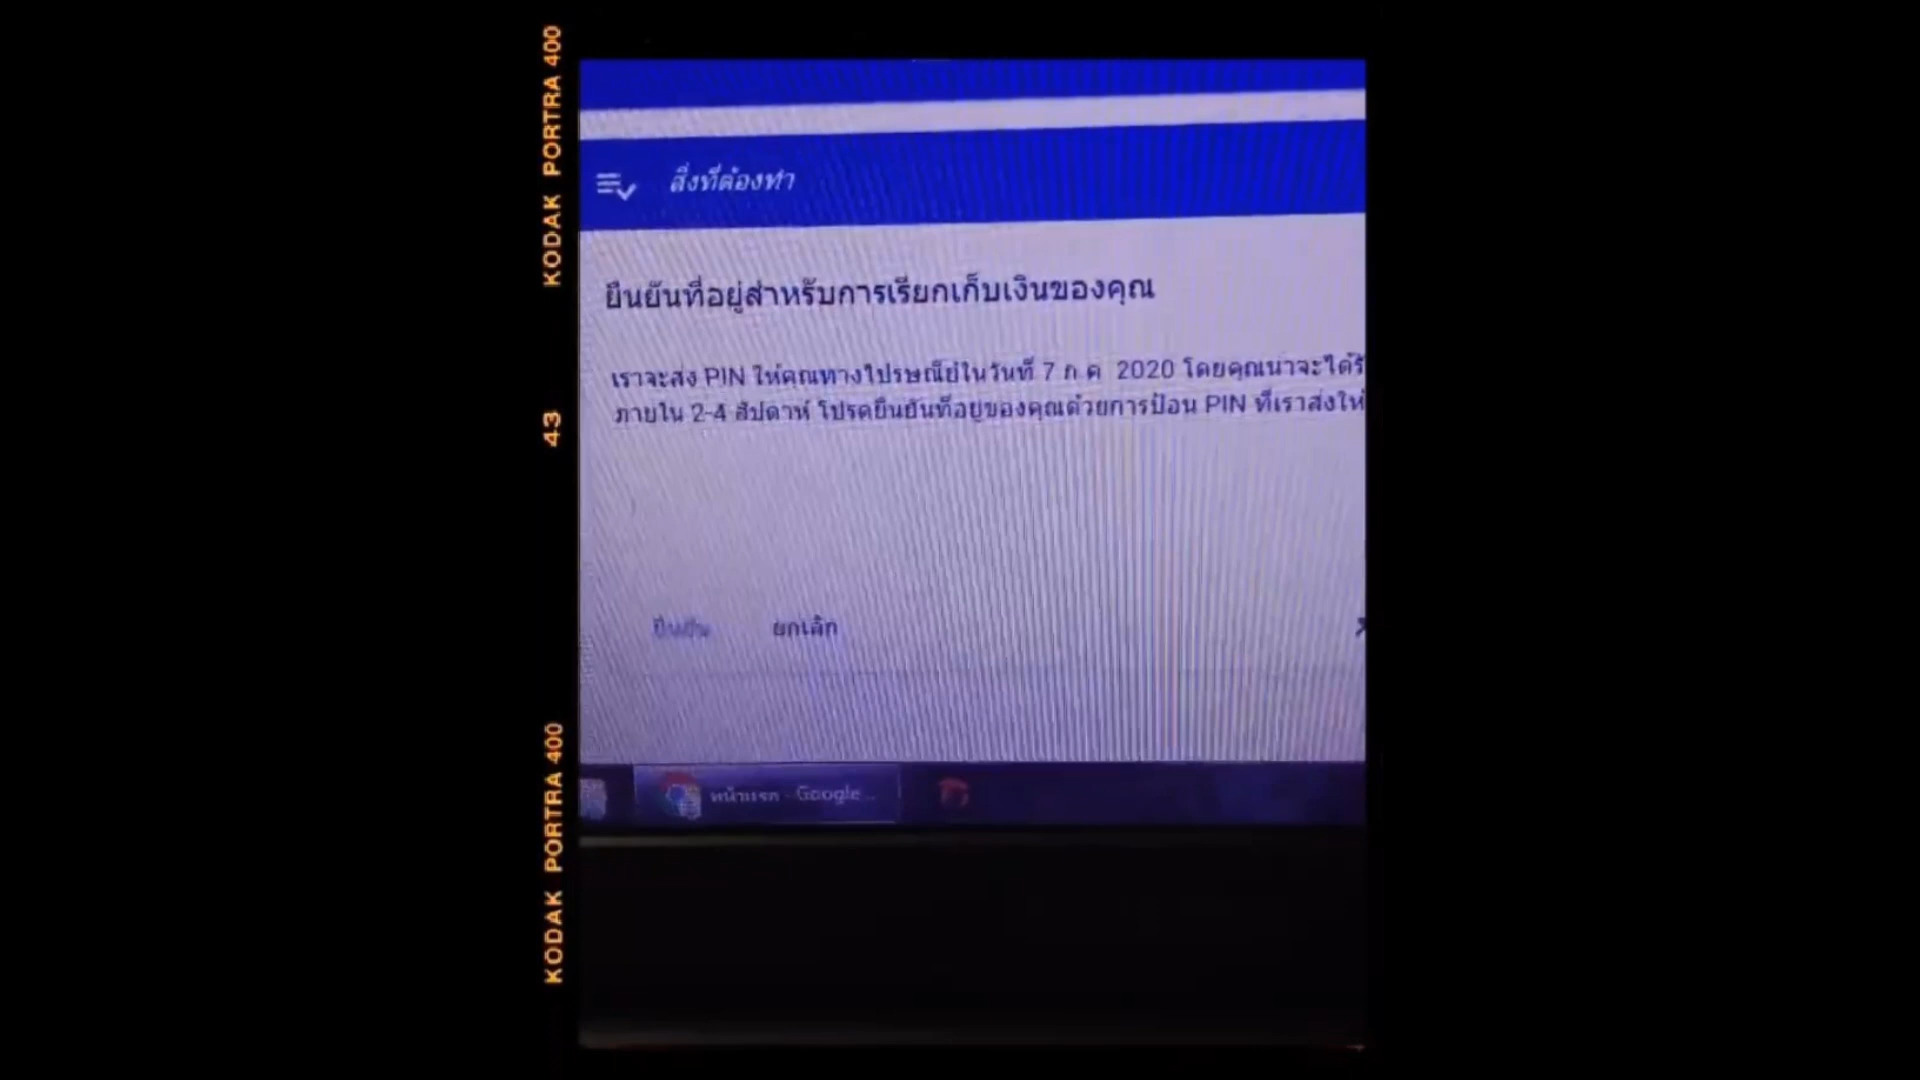 KODAK PORTRA 400
43
KODAK PORTRA 400
สิ่งที่ต้องทำ
ยืนยันที่อยู่สำหรับการเรียกเก็บเงินของคุณ
เราจะส่ง PIN ให้คุณทางไปรษณีย์ในวันที่ 7 ก.ค. 2020 โดยคุณน่าจะได้รั
ภายใน 2-4 สัปดาห์ โปรดยืนยันที่อยู่ของคุณด้วยการป้อน PIN ที่เราส่งให้
ยืนยัน ยกเลิก
หน้าแรก - Google...